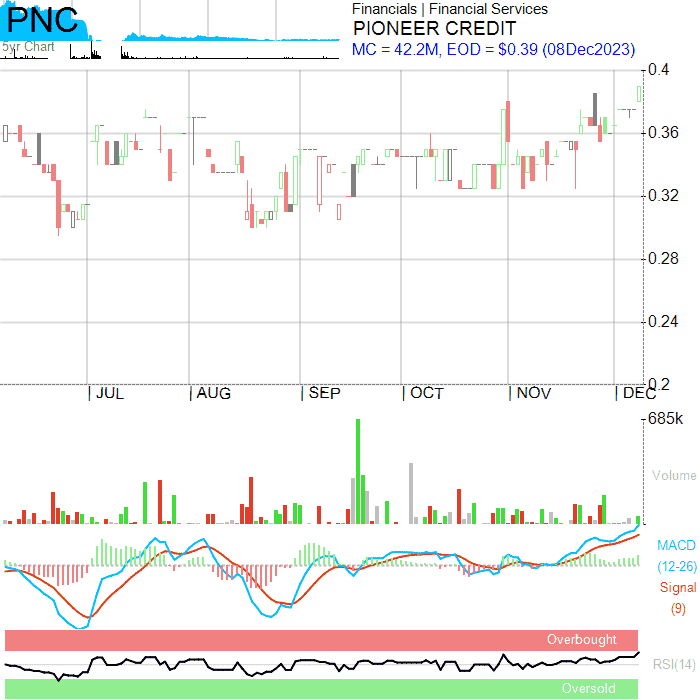 PNC
5yr Chart
Financials | Financial Services
PIONEER CREDIT
MC = 42.2M, EOD = $0.39 (08Dec2023)
0.4
0.36
0.32
0.28
0.24
0.2
JUL
AUG
SEP
OCT
NOV
DEC
685k
Volume
MACD
(12-26)
Signal
(9)
Overbought
RSI(14)
Oversold